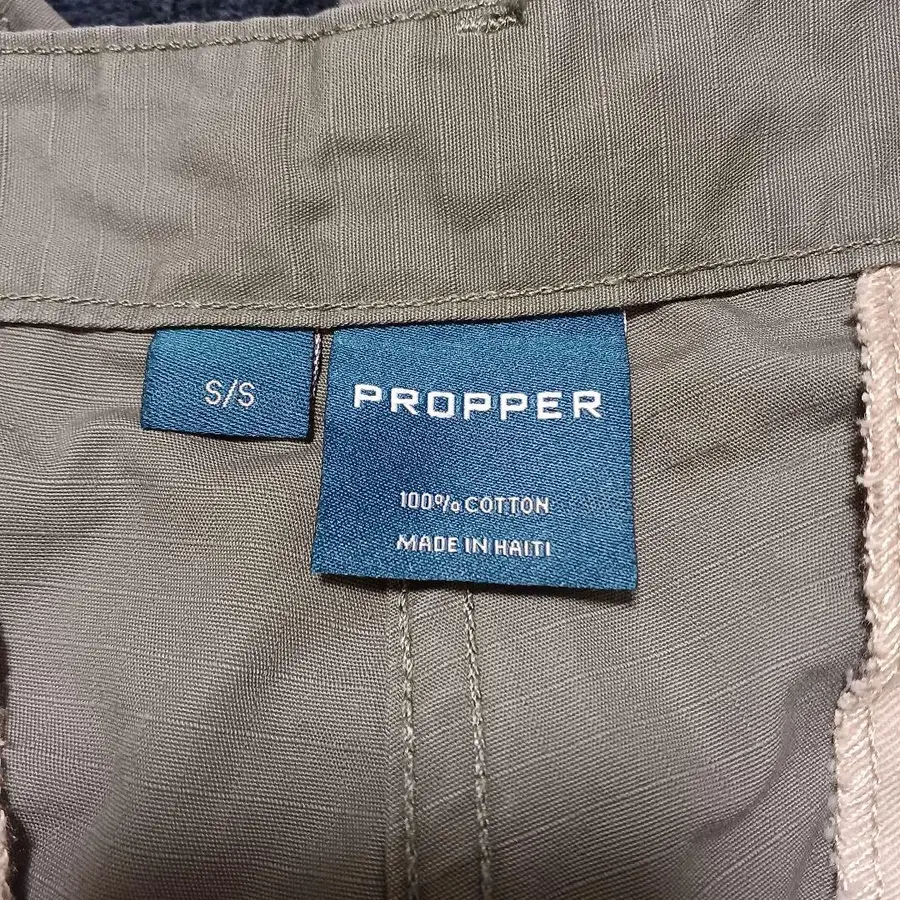 S/S
PROPPER
100% COTTON
MADE IN HAITI